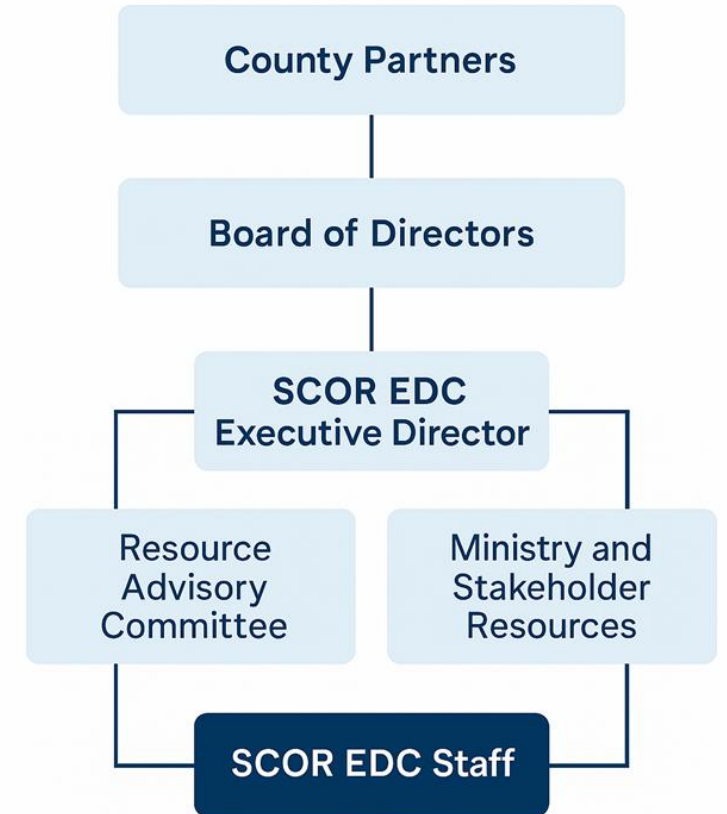 County Partners
Board of Directors
SCOR EDC
Executive Director
Resource
Advisory
Committee
Ministry and
Stakeholder
Resources
SCOR EDC Staff